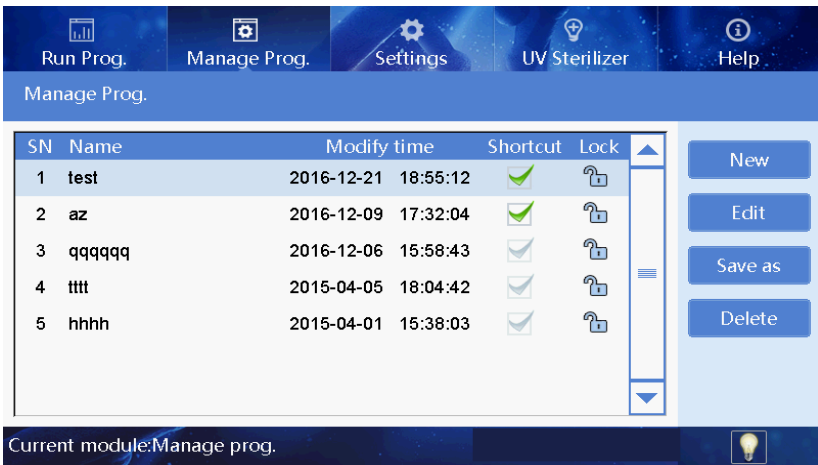 Run Prog. Manage Prog. Settings UV Sterilizer Help
Manage Prog.
SN Name Modify time Shortcut Lock
1 test 2016-12-21 18:55:12
2 az 2016-12-09 17:32:04
3 qqqqqq 2016-12-06 15:58:43
4 tttt 2015-04-05 18:04:42
5 hhhh 2015-04-01 15:38:03
New
Edit
Save as
Delete
Current module:Manage prog.